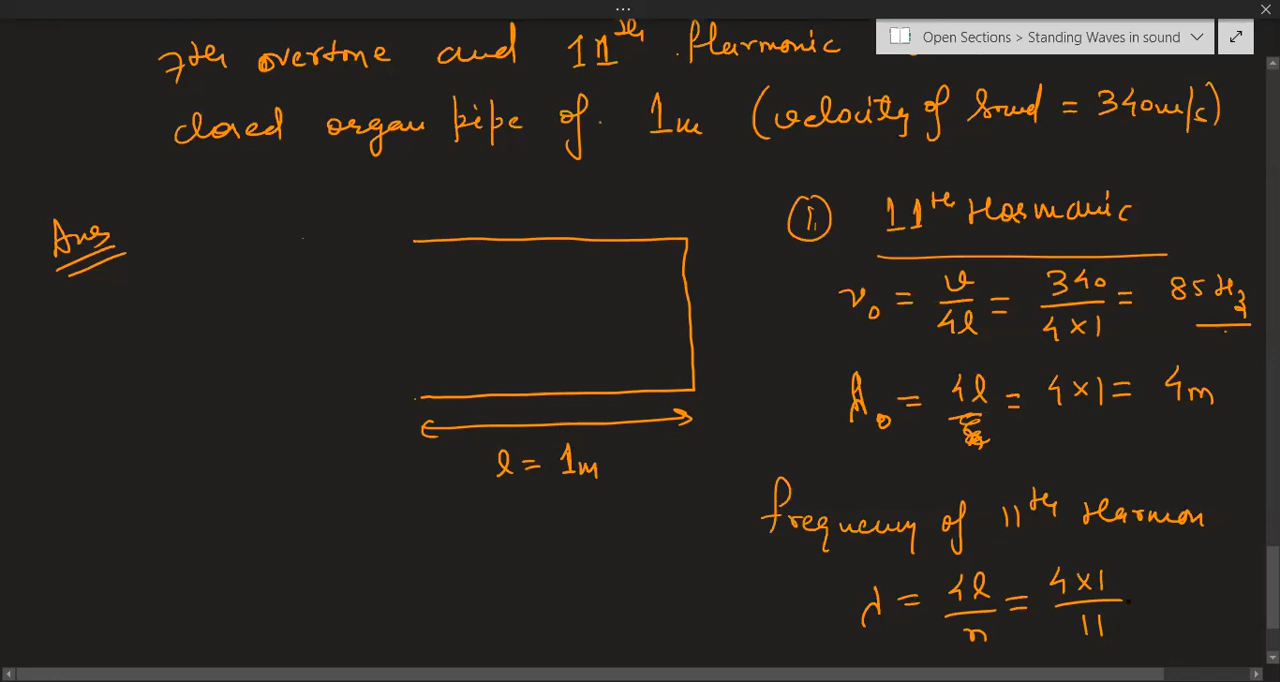 Open Sections > Standing Waves in sound
7th overtone and 11th Harmonic
closed organ pipe of 1m (velocity of sound = 340m/s)
Ans
l = 1m
① 11th Harmonic
ν₀ = v/4l = 340/4×1 = 85 Hz
λ₀ = 4l = 4×1 = 4m
frequency of 11th Harmon
λ = 4l/n = 4×1/11